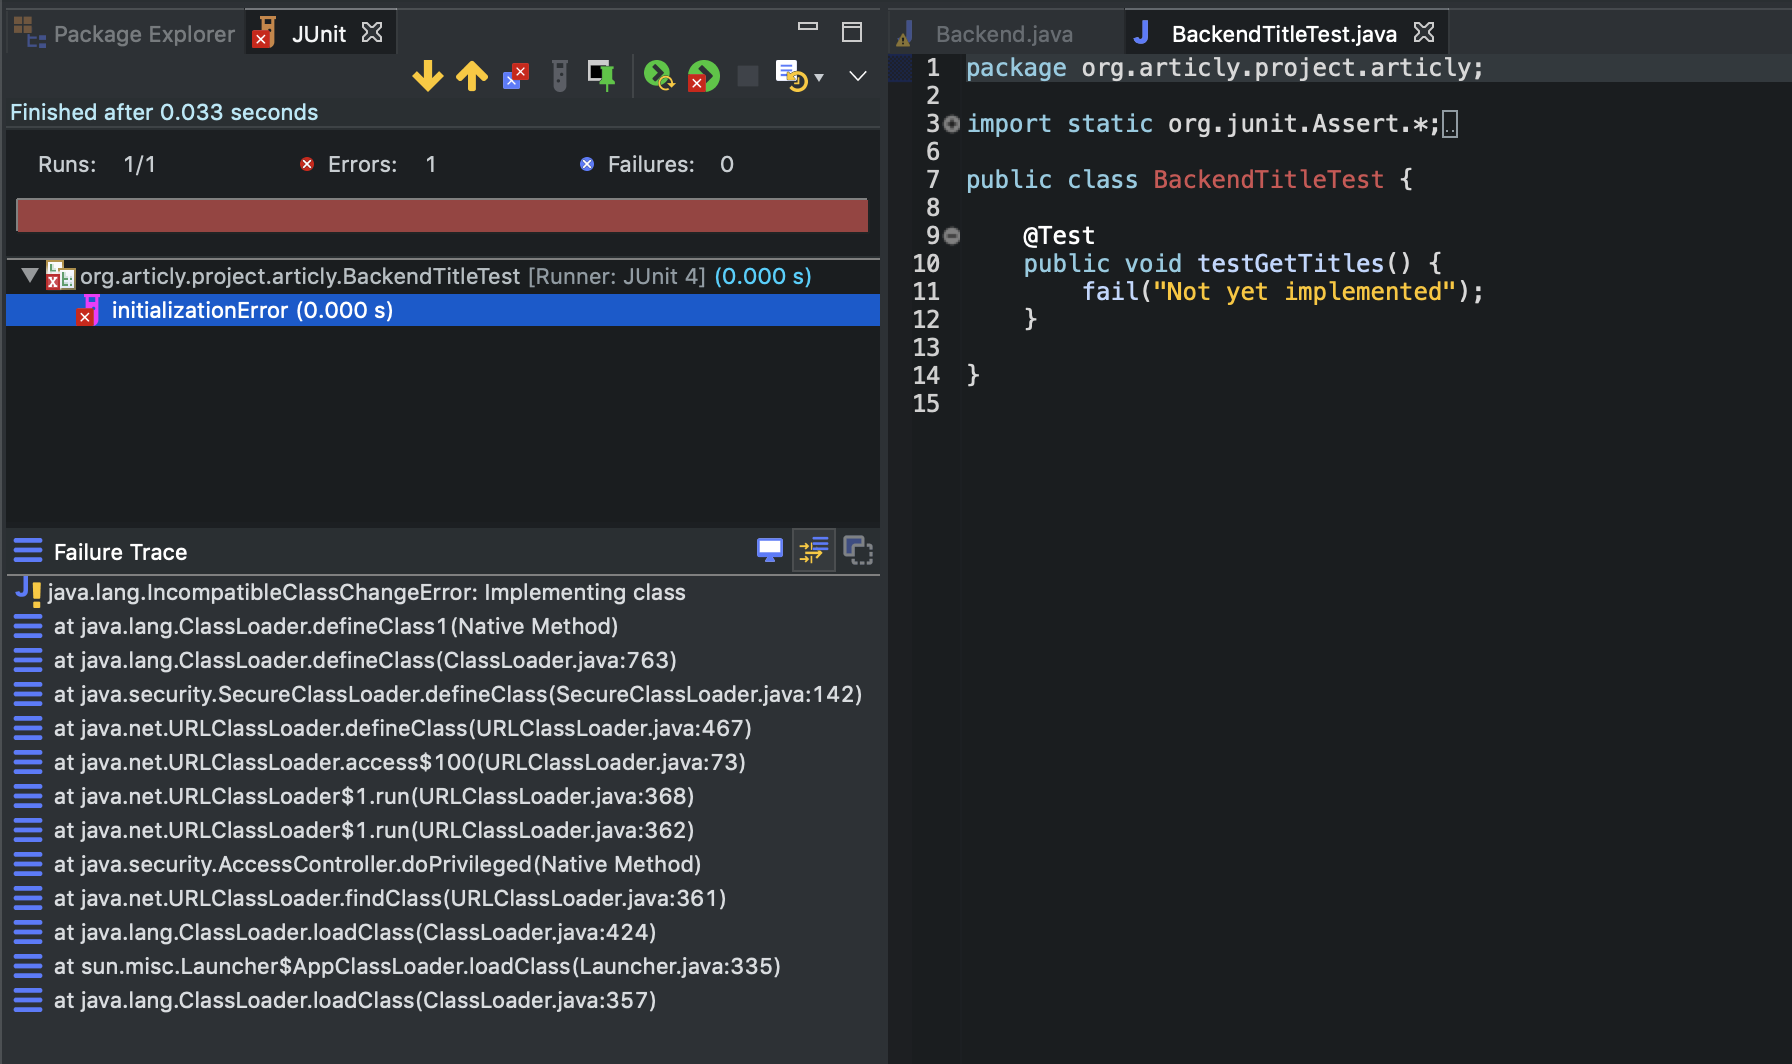 Package Explorer
JUnit
Finished after 0.033 seconds
Runs: 1/1
Errors: 1
Failures: 0
org.articly.project.articly.BackendTitleTest [Runner: JUnit 4] (0.000 s)
initializationError (0.000 s)
Failure Trace
java.lang.IncompatibleClassChangeError: Implementing class
at java.lang.ClassLoader.defineClass1(Native Method)
at java.lang.ClassLoader.defineClass(ClassLoader.java:763)
at java.security.SecureClassLoader.defineClass(SecureClassLoader.java:142)
at java.net.URLClassLoader.defineClass(URLClassLoader.java:467)
at java.net.URLClassLoader.access$100(URLClassLoader.java:73)
at java.net.URLClassLoader$1.run(URLClassLoader.java:368)
at java.net.URLClassLoader$1.run(URLClassLoader.java:362)
at java.security.AccessController.doPrivileged(Native Method)
at java.net.URLClassLoader.findClass(URLClassLoader.java:361)
at java.lang.ClassLoader.loadClass(ClassLoader.java:424)
at sun.misc.Launcher$AppClassLoader.loadClass(Launcher.java:335)
at java.lang.ClassLoader.loadClass(ClassLoader.java:357)
Backend.java
BackendTitleTest.java
1 package org.articly.project.articly;
2
3 import static org.junit.Assert.*;..
6
7 public class BackendTitleTest {
8
9 @Test
10 public void testGetTitles() {
11 fail("Not yet implemented");
12 }
13
14 }
15